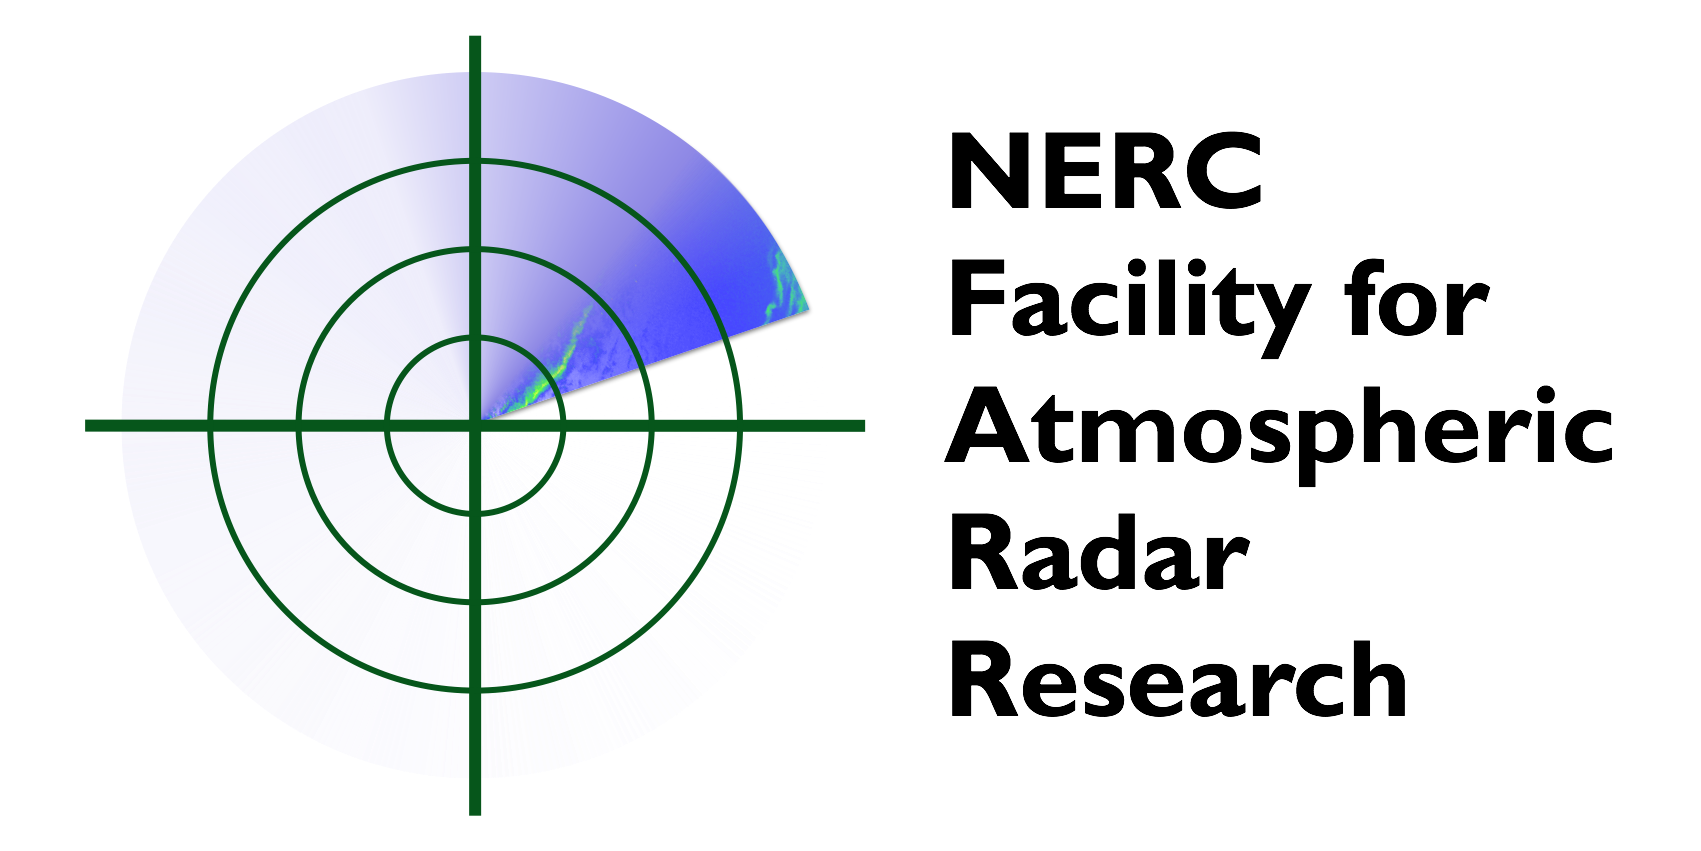 NERC
Facility for
Atmospheric
Radar
Research